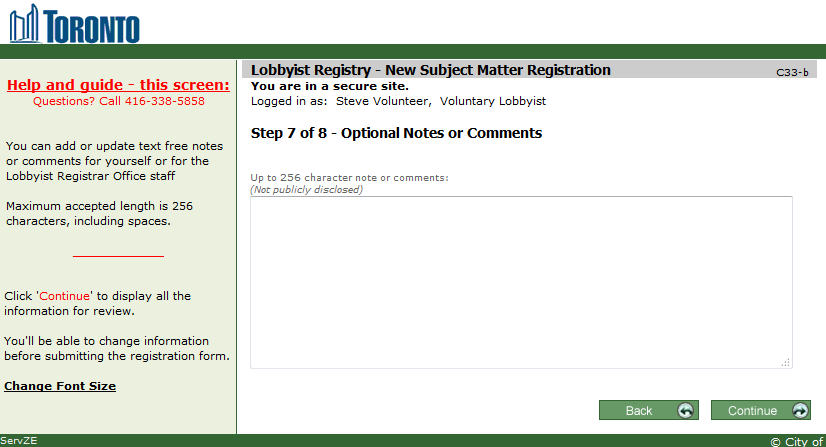 TORONTO
Help and guide - this screen:
Questions? Call 416-338-5858
You can add or update text free notes
or comments for yourself or for the
Lobbyist Registrar Office staff
Maximum accepted length is 256
characters, including spaces.
Click 'Continue' to display all the
information for review.
You'll be able to change information
before submitting the registration form.
Change Font Size
Lobbyist Registry - New Subject Matter Registration
C33-b
You are in a secure site.
Logged in as: Steve Volunteer, Voluntary Lobbyist
Step 7 of 8 - Optional Notes or Comments
Up to 256 character note or comments:
(Not publicly disclosed)
Back
Continue
ServZE
© City of